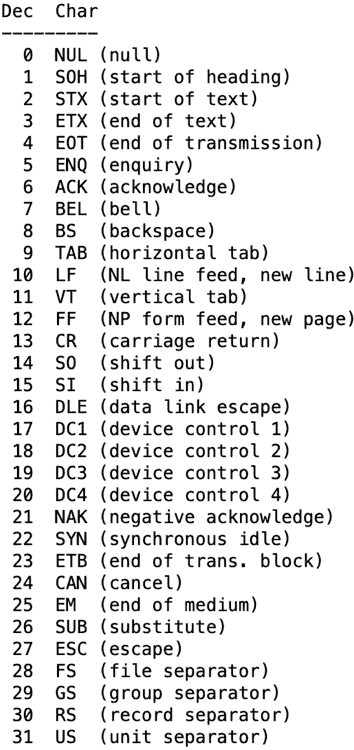 Dec  Char
---------
  0  NUL (null)
  1  SOH (start of heading)
  2  STX (start of text)
  3  ETX (end of text)
  4  EOT (end of transmission)
  5  ENQ (enquiry)
  6  ACK (acknowledge)
  7  BEL (bell)
  8  BS  (backspace)
  9  TAB (horizontal tab)
 10  LF  (NL line feed, new line)
 11  VT  (vertical tab)
 12  FF  (NP form feed, new page)
 13  CR  (carriage return)
 14  SO  (shift out)
 15  SI  (shift in)
 16  DLE (data link escape)
 17  DC1 (device control 1)
 18  DC2 (device control 2)
 19  DC3 (device control 3)
 20  DC4 (device control 4)
 21  NAK (negative acknowledge)
 22  SYN (synchronous idle)
 23  ETB (end of trans. block)
 24  CAN (cancel)
 25  EM  (end of medium)
 26  SUB (substitute)
 27  ESC (escape)
 28  FS  (file separator)
 29  GS  (group separator)
 30  RS  (record separator)
 31  US  (unit separator)